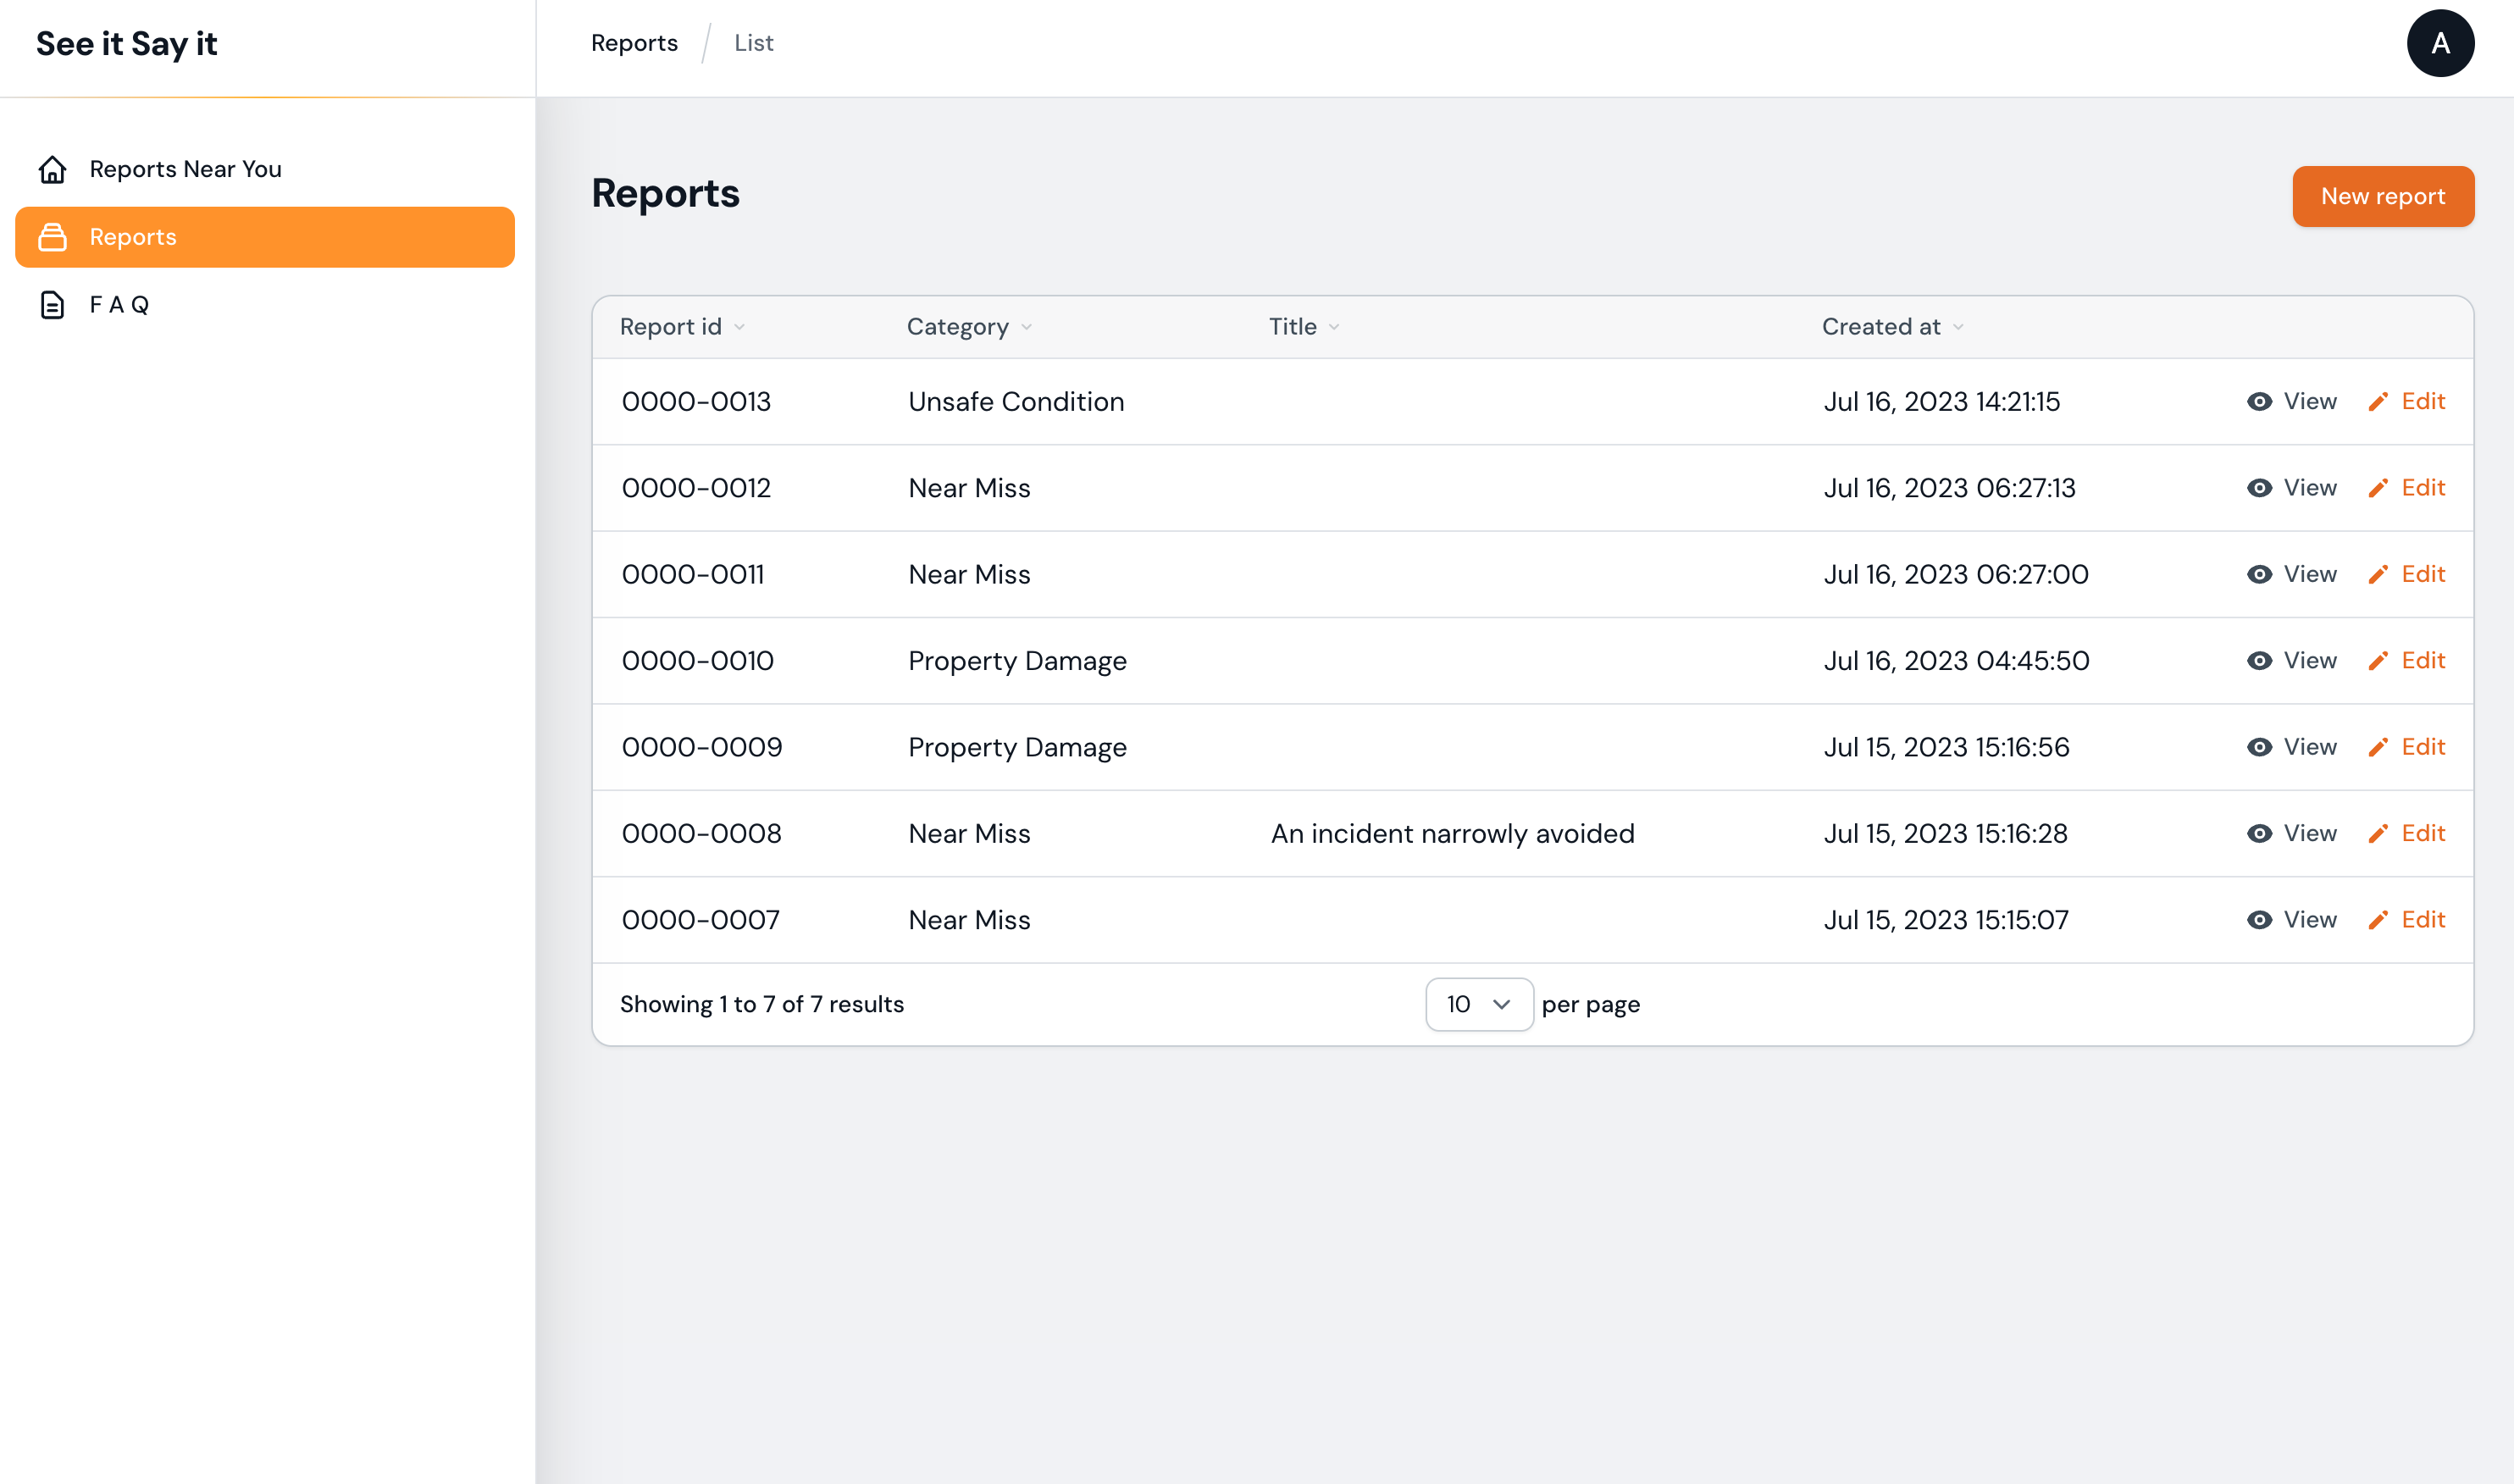 See it Say it
Reports / List
A
Reports Near You
Reports
F A Q
Reports
New report
Report id Category Title Created at
0000-0013 Unsafe Condition Jul 16, 2023 14:21:15 View Edit
0000-0012 Near Miss Jul 16, 2023 06:27:13 View Edit
0000-0011 Near Miss Jul 16, 2023 06:27:00 View Edit
0000-0010 Property Damage Jul 16, 2023 04:45:50 View Edit
0000-0009 Property Damage Jul 15, 2023 15:16:56 View Edit
0000-0008 Near Miss An incident narrowly avoided Jul 15, 2023 15:16:28 View Edit
0000-0007 Near Miss Jul 15, 2023 15:15:07 View Edit
Showing 1 to 7 of 7 results 10 per page